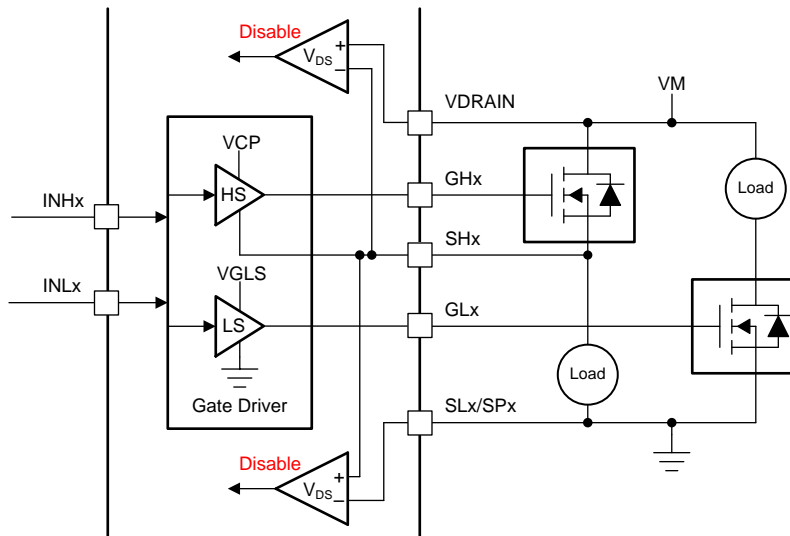 Disable
VDS
+
−
VDRAIN
VM
VCP
HS
GHx
Load
INHx
SHx
INLx
VGLS
LS
GLx
Load
Gate Driver
SLx/SPx
Disable
VDS
+
−